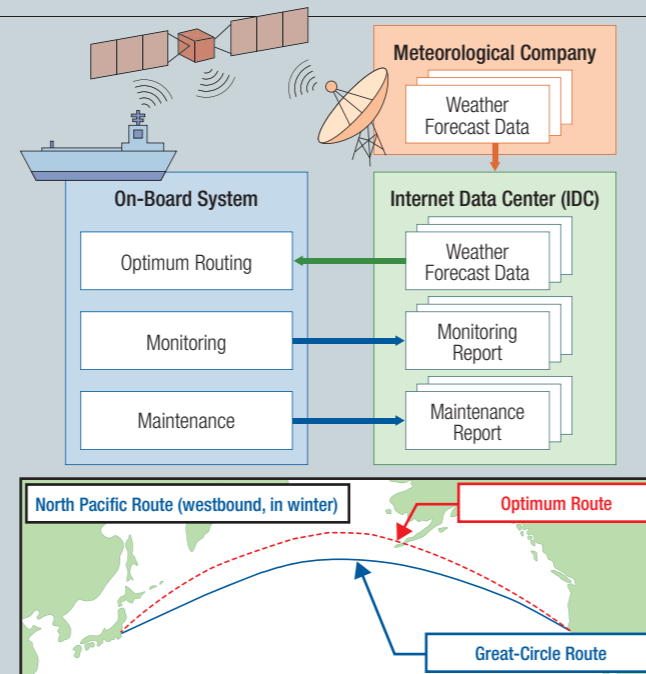 Meteorological Company
Weather
Forecast Data
On-Board System
Internet Data Center (IDC)
Optimum Routing
Weather
Forecast Data
Monitoring
Monitoring
Report
Maintenance
Maintenance
Report
North Pacific Route (westbound, in winter)
Optimum Route
Great-Circle Route